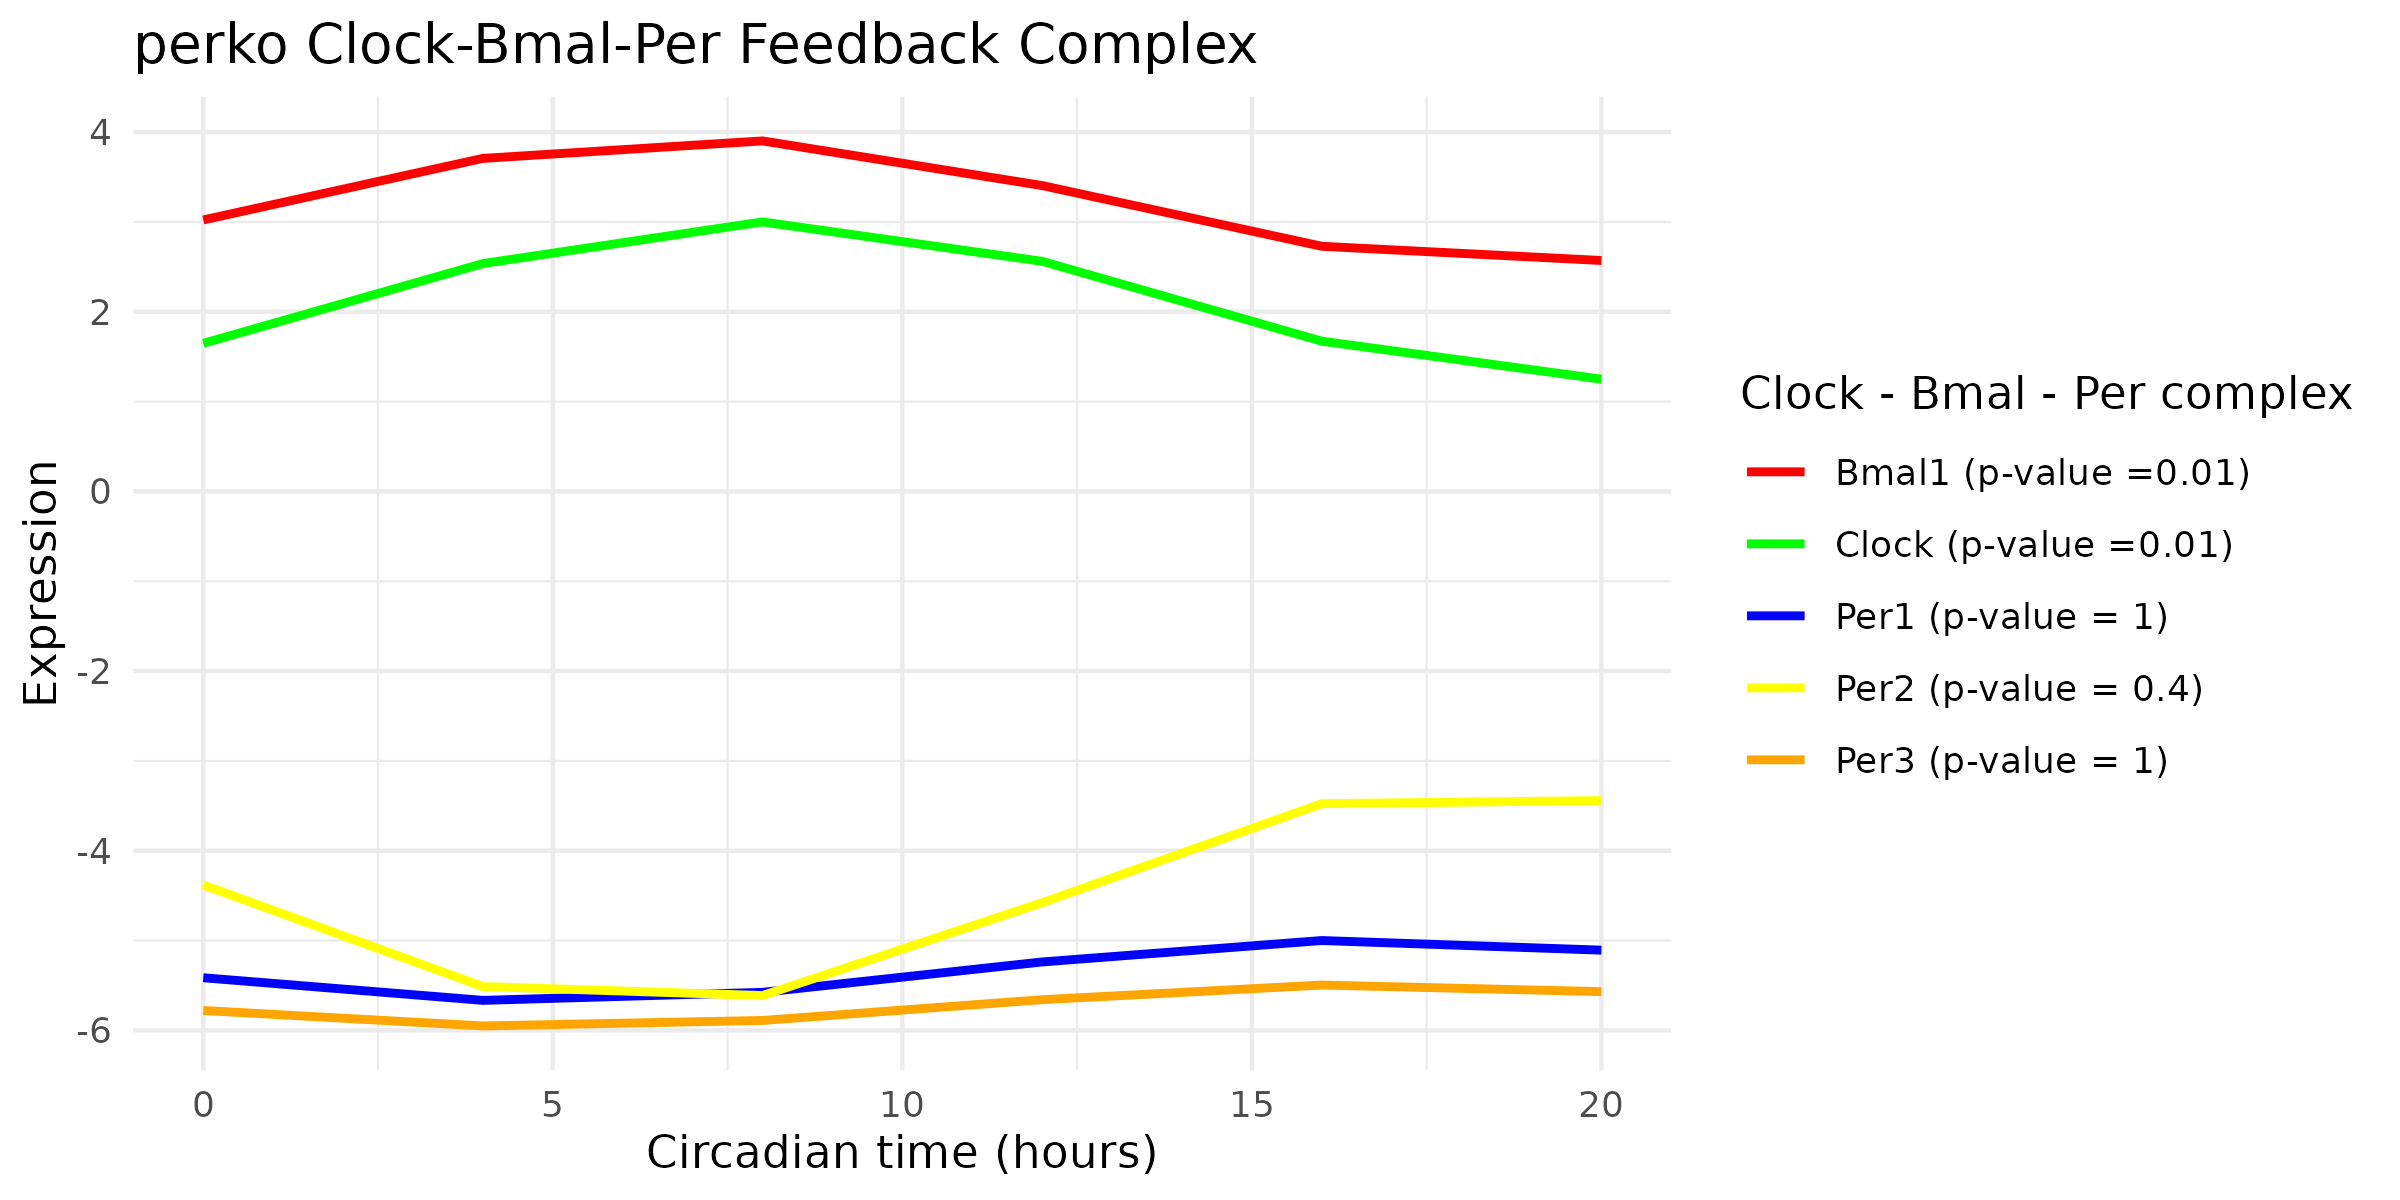 perko Clock-Bmal-Per Feedback Complex
4
2
0
-2
-4
-6
Expression
0 5 10 15 20
Circadian time (hours)
Clock - Bmal - Per complex
Bmal1 (p-value =0.01)
Clock (p-value =0.01)
Per1 (p-value = 1)
Per2 (p-value = 0.4)
Per3 (p-value = 1)